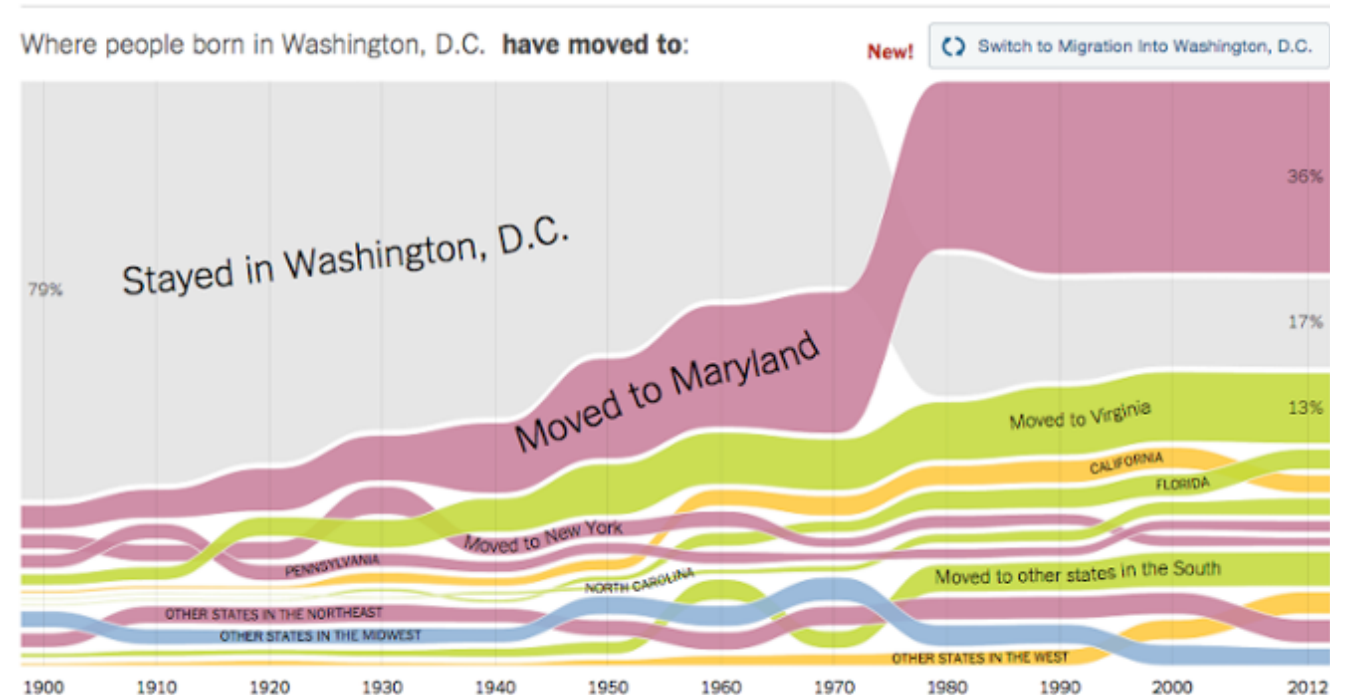 Where people born in Washington, D.C. have moved to:
New! Switch to Migration Into Washington, D.C.
36%
Stayed in Washington, D.C.
79%
17%
Moved to Maryland
13%
Moved to Virginia
CALIFORNIA
FLORIDA
Moved to New York
PENNSYLVANIA
NORTH CAROLINA
Moved to other states in the South
OTHER STATES IN THE NORTHEAST
OTHER STATES IN THE MIDWEST
OTHER STATES IN THE WEST
1900 1910 1920 1930 1940 1950 1960 1970 1980 1990 2000 2012